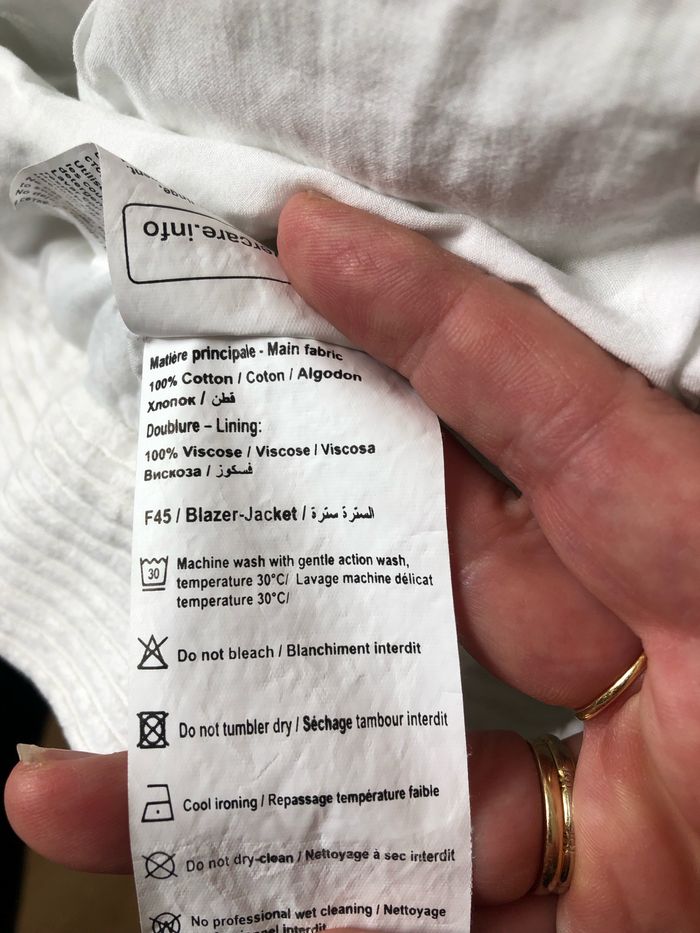 Matière principale - Main fabric
100% Cotton / Coton / Algodon
Хлопок / قطن
Doublure – Lining:
100% Viscose / Viscose / Viscosa
Вискоза / فسكوز
F45 / Blazer-Jacket / السترة سترة
30
Machine wash with gentle action wash,
temperature 30°C/ Lavage machine délicat
temperature 30°C/
Do not bleach / Blanchiment interdit
Do not tumbler dry / Séchage tambour interdit
Cool ironing / Repassage température faible
Do not dry-clean / Nettoyage à sec interdit
W
No professional wet cleaning / Nettoyage
interdit